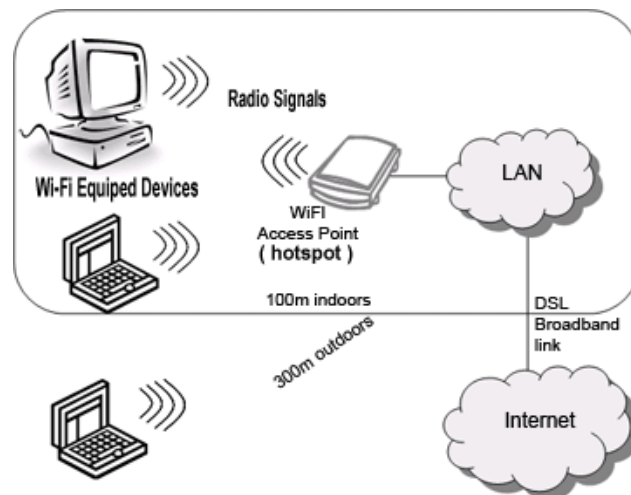 Radio Signals
Wi-Fi Equiped Devices
WiFI
Access Point
( hotspot )
LAN
100m indoors
300m outdoors
DSL
Broadband
link
Internet